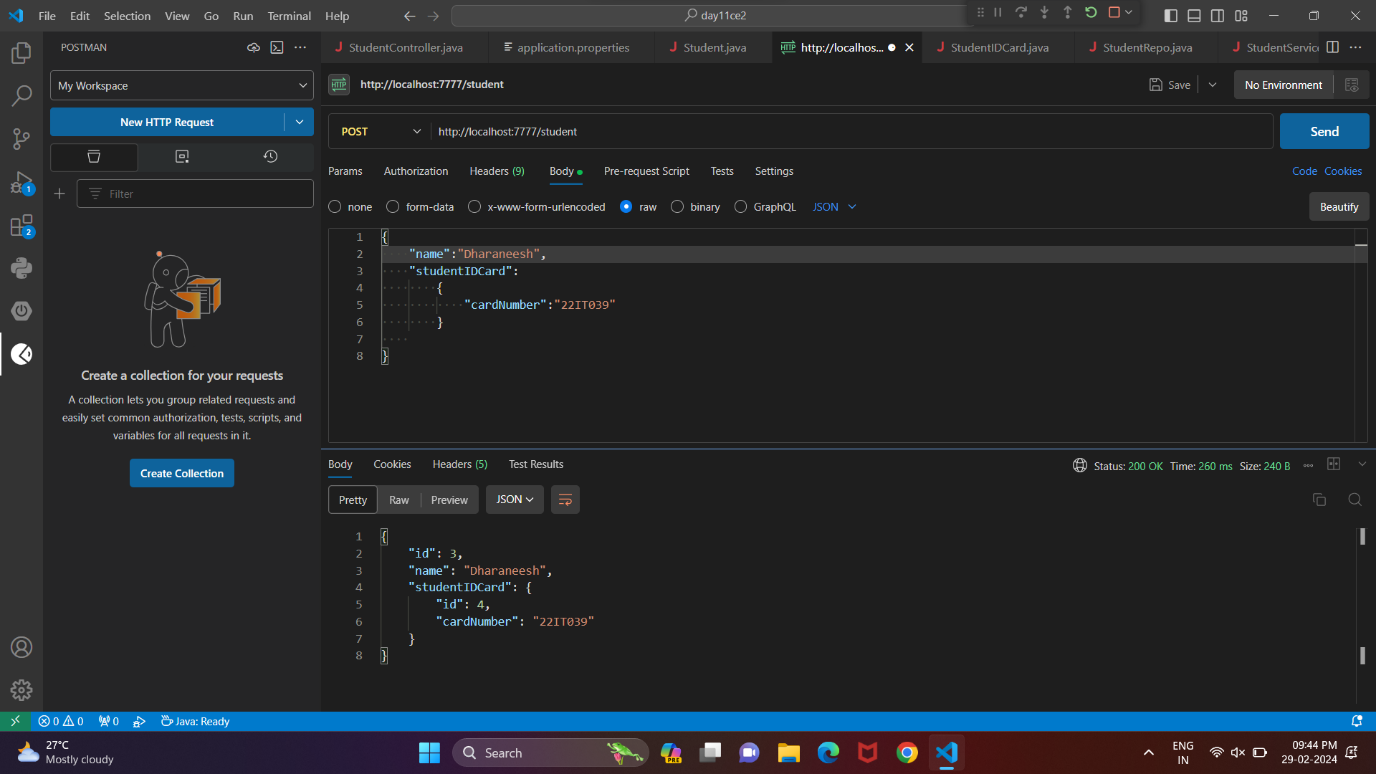 File Edit Selection View Go Run Terminal Help
day11ce2
POSTMAN
StudentController.java
application.properties
Student.java
http://localhos...
StudentIDCard.java
StudentRepo.java
StudentService
My Workspace
http://localhost:7777/student
Save
No Environment
New HTTP Request
POST
http://localhost:7777/student
Send
Params Authorization Headers (9) Body Pre-request Script Tests Settings
Code Cookies
Filter
none form-data x-www-form-urlencoded raw binary GraphQL JSON
Beautify
1 {
2 "name":"Dharaneesh",
3 "studentIDCard":
4 {
5 "cardNumber":"22IT039"
6 }
7
8 }
Create a collection for your requests
A collection lets you group related requests and
easily set common authorization, tests, scripts, and
variables for all requests in it.
Create Collection
Body Cookies Headers (5) Test Results
Status: 200 OK Time: 260 ms Size: 240 B
Pretty Raw Preview JSON
1 {
2 "id": 3,
3 "name": "Dharaneesh",
4 "studentIDCard": {
5 "id": 4,
6 "cardNumber": "22IT039"
7 }
8 }
1
2
0 0 0 Java: Ready
27°C
Mostly cloudy
Search
PRE
ENG
IN
09:44 PM
29-02-2024